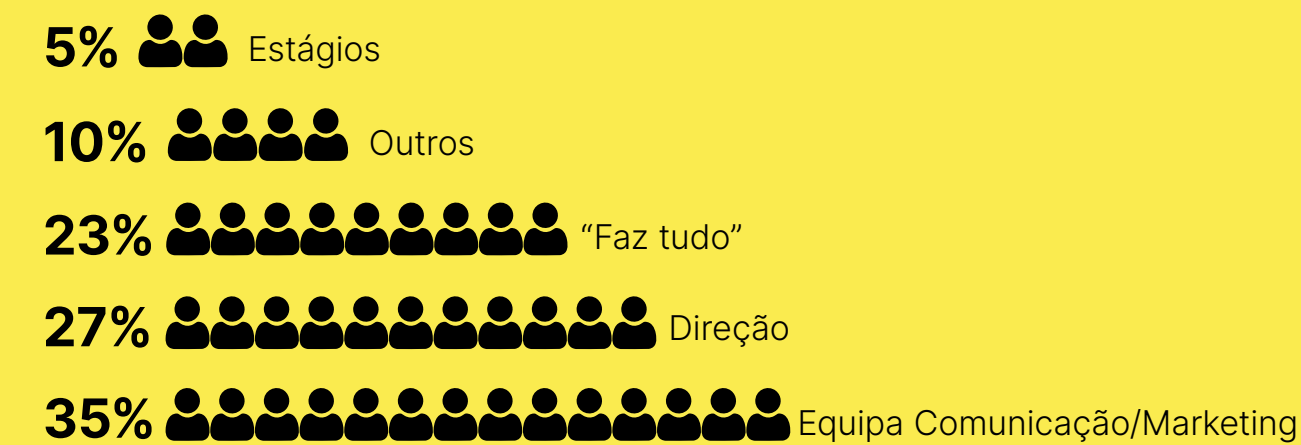 5% Estágios
10% Outros
23% “Faz tudo”
27% Direção
35% Equipa Comunicação/Marketing